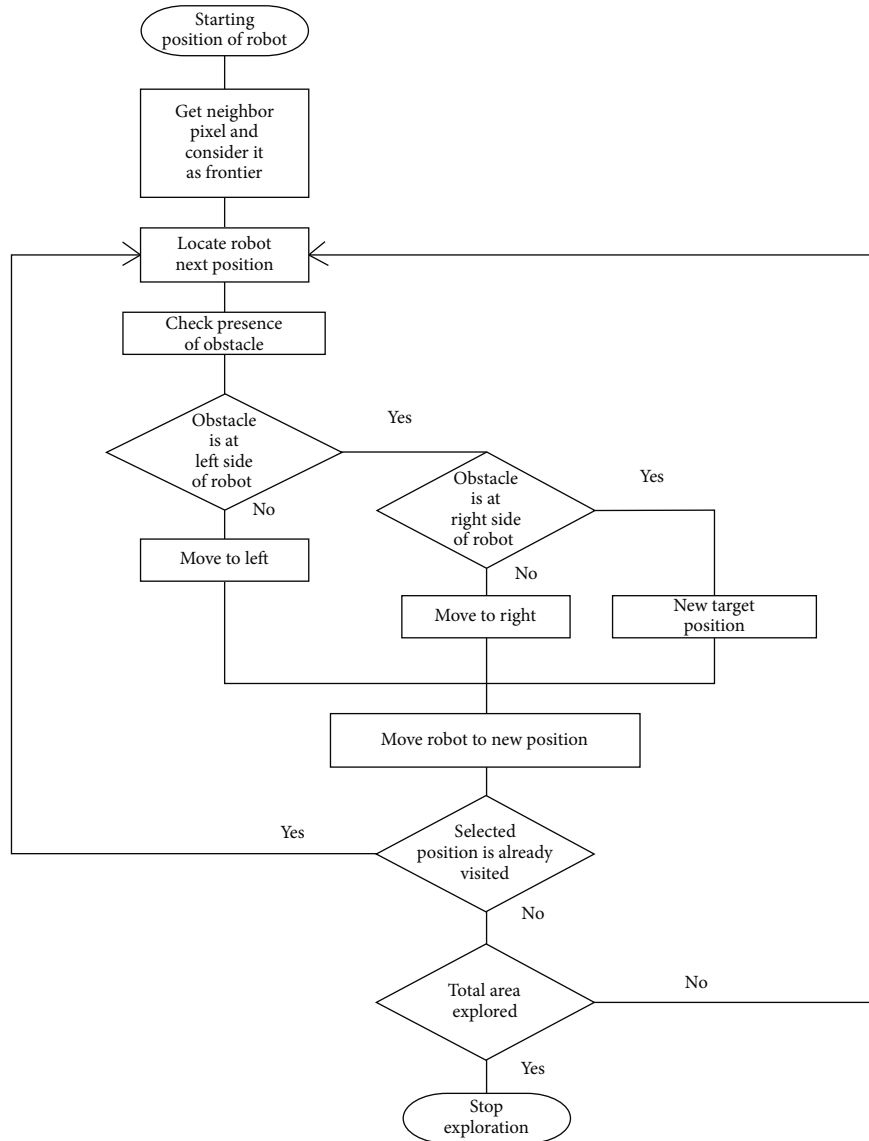 Starting
position of robot
Get neighbor
pixel and
consider it
as frontier
Locate robot
next position
Check presence
of obstacle
Obstacle
is at
left side
of robot
Yes
No
Obstacle
is at
right side
of robot
Yes
No
Move to left
Move to right
New target
position
Move robot to new position
Selected
position is already
visited
Yes
No
Total area
explored
No
Yes
Stop
exploration